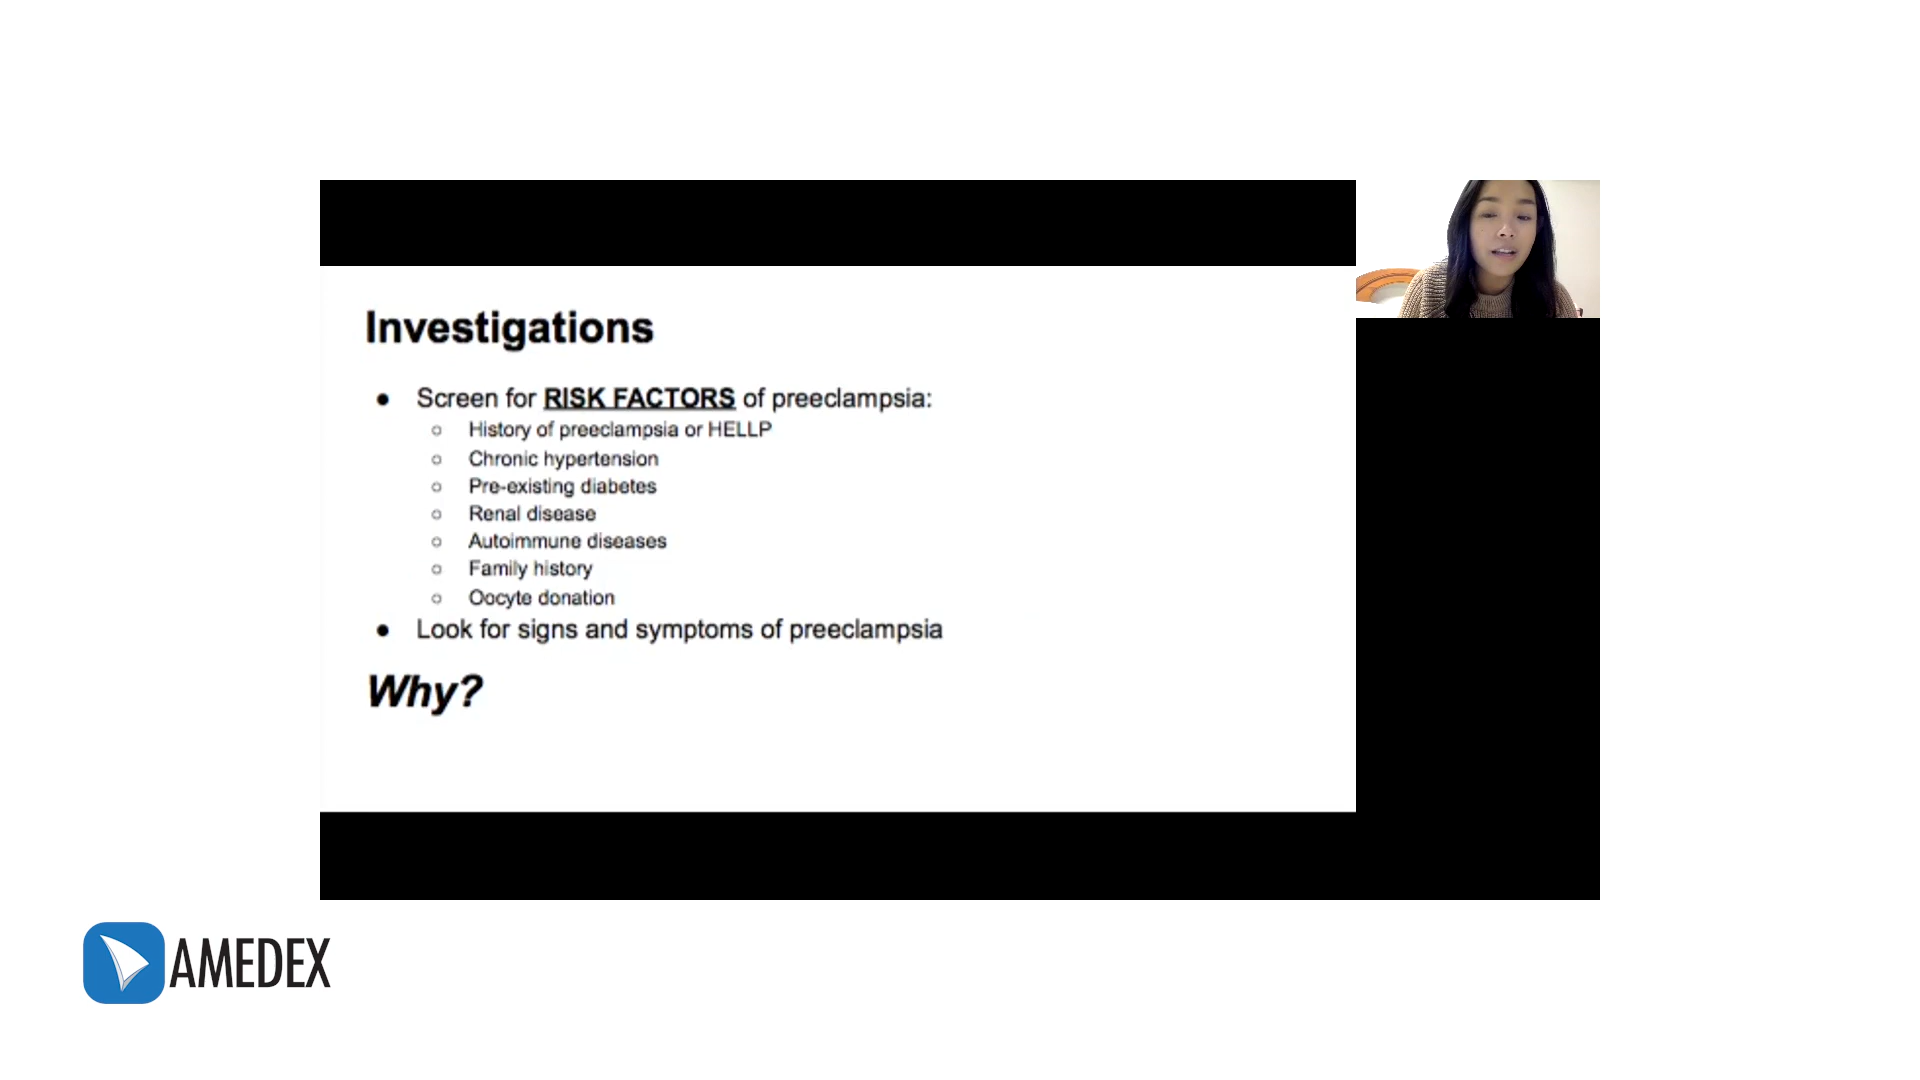 Investigations
● Screen for RISK FACTORS of preeclampsia:
○ History of preeclampsia or HELLP
○ Chronic hypertension
○ Pre-existing diabetes
○ Renal disease
○ Autoimmune diseases
○ Family history
○ Oocyte donation
● Look for signs and symptoms of preeclampsia
Why?
AMEDEX